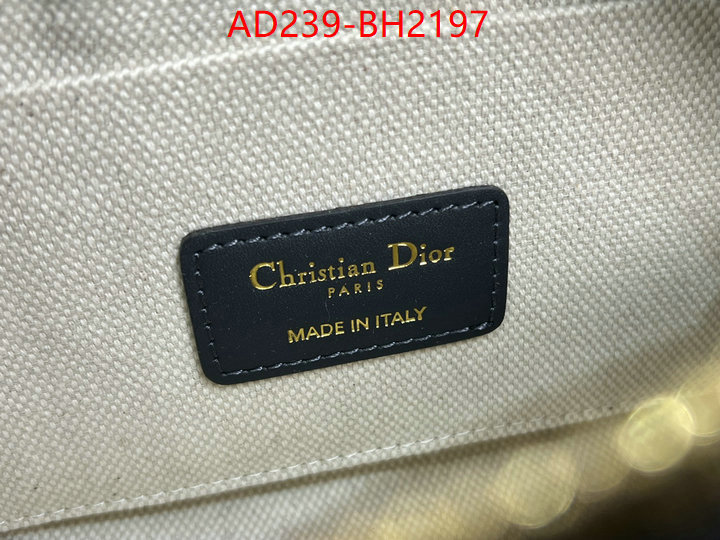 AD239-BH2197
Christian Dior
PARIS
MADE IN ITALY